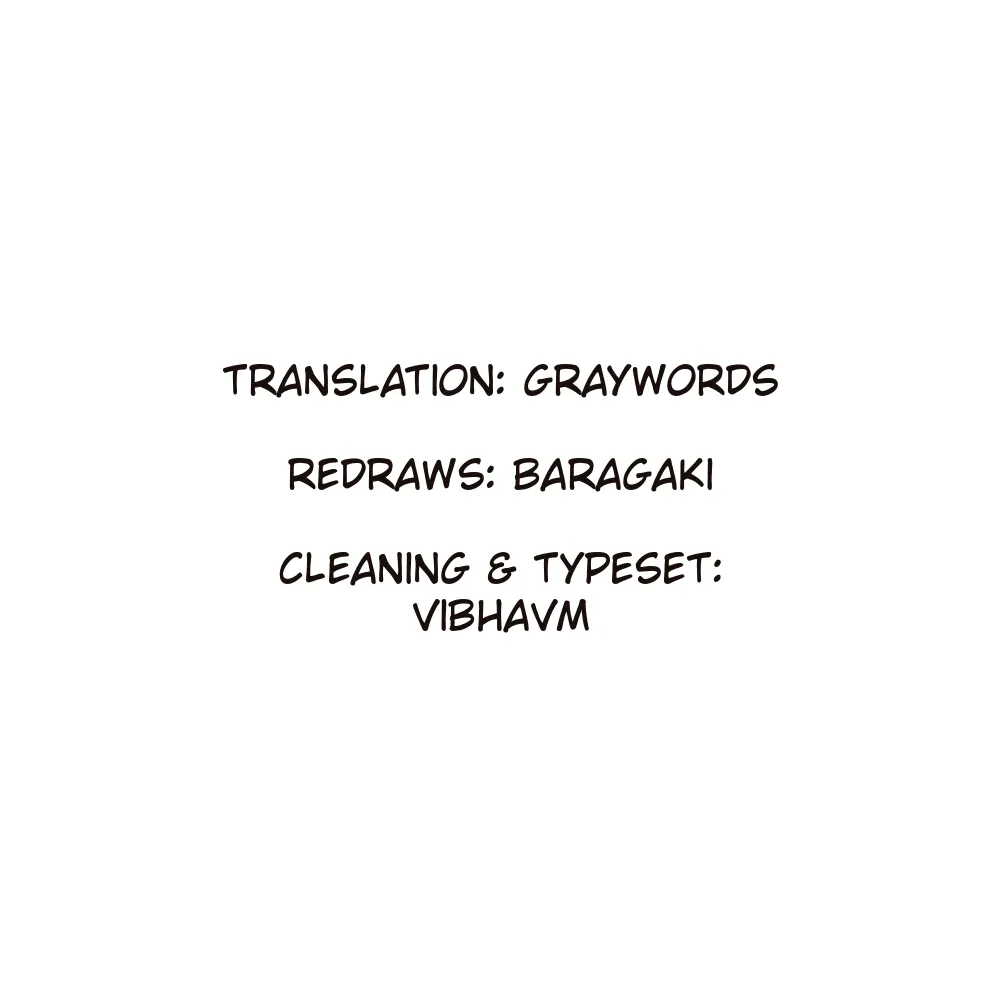 TRANSLATION: GRAYWORDS
REDRAWS: BARAGAKI
CLEANING & TYPESET:
VIBHAVM